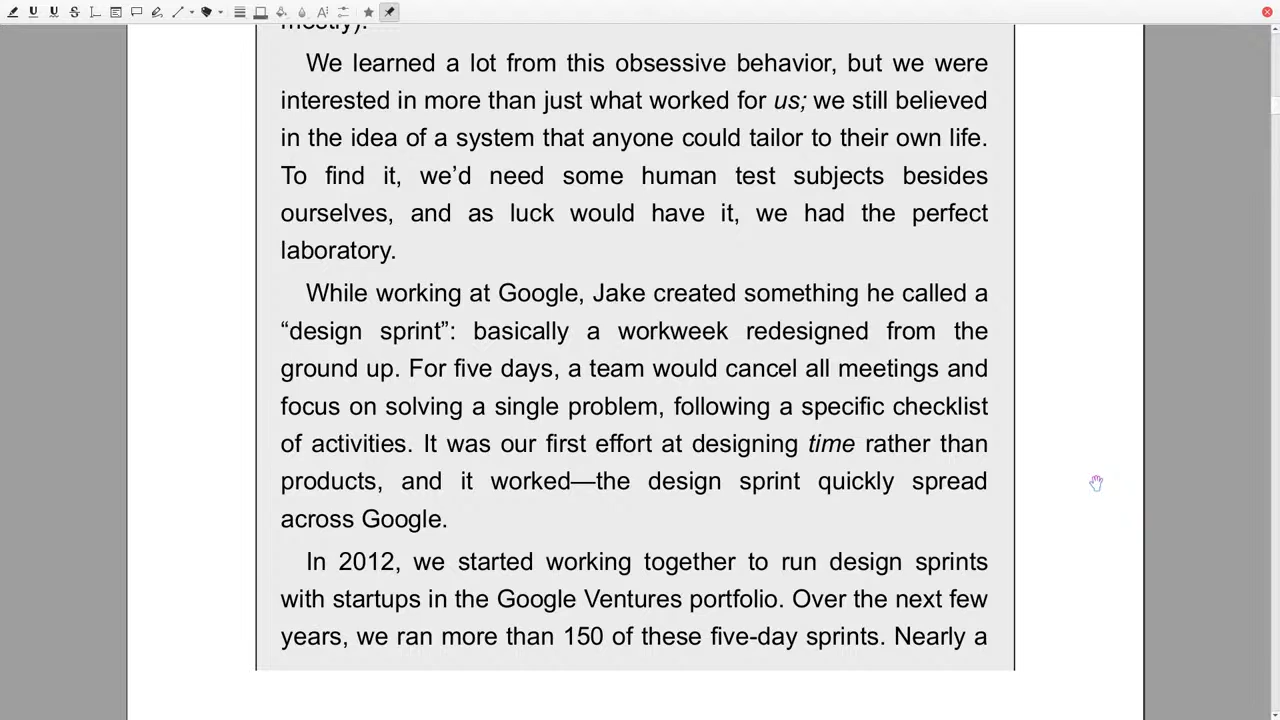 mostly).
We learned a lot from this obsessive behavior, but we were
interested in more than just what worked for us; we still believed
in the idea of a system that anyone could tailor to their own life.
To find it, we’d need some human test subjects besides
ourselves, and as luck would have it, we had the perfect
laboratory.
While working at Google, Jake created something he called a
“design sprint”: basically a workweek redesigned from the
ground up. For five days, a team would cancel all meetings and
focus on solving a single problem, following a specific checklist
of activities. It was our first effort at designing time rather than
products, and it worked—the design sprint quickly spread
across Google.
In 2012, we started working together to run design sprints
with startups in the Google Ventures portfolio. Over the next few
years, we ran more than 150 of these five-day sprints. Nearly a